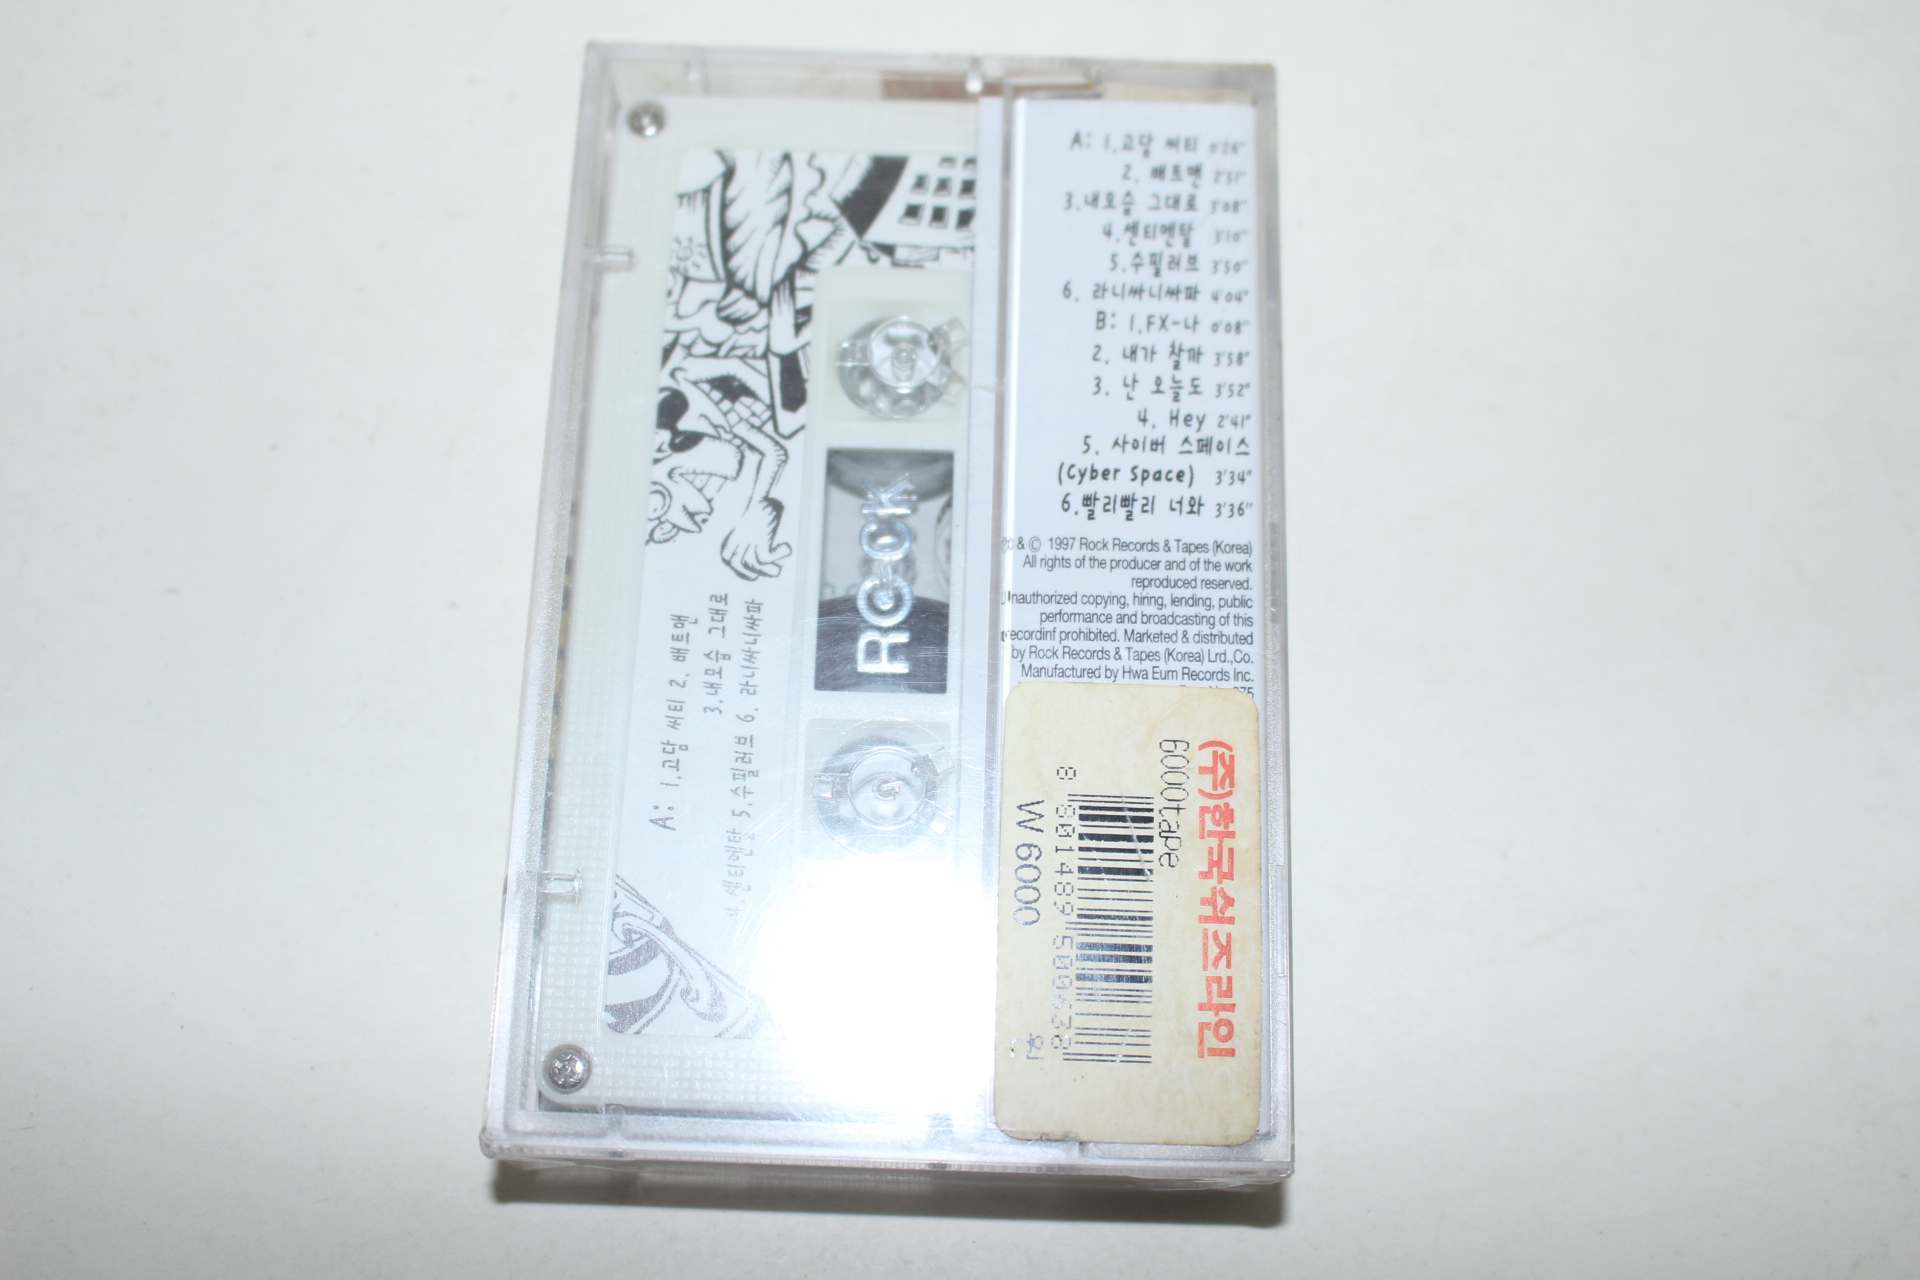 A: 1.고담 씨티 0'26"
2. 배트맨 2'51"
3.내모습 그대로 3'08"
4.센티멘탈 3'10"
5.수필러브 3'50"
6. 라니싸니싸파 4'04"
B: 1.FX-나 0'08"
2. 내가 찰까 3'58"
3. 난 오늘도 3'52"
4. Hey 2'41"
5. 사이버 스페이스
(Cyber Space) 3'34"
6.빨리빨리 너와 3'36"
& © 1997 Rock Records & Tapes (Korea)
All rights of the producer and of the work
reproduced reserved.
Unauthorized copying, hiring, lending, public
performance and broadcasting of this
recordinf prohibited. Marketed & distributed
by Rock Records & Tapes (Korea) Lrd.,Co.
Manufactured by Hwa Eum Records Inc.
(주)한국쉬즈라인
6000tape
8 801489 500638
W 6000
원
ROCK
A: 1.고담 씨티 2. 배트맨
3.내모습 그대로
4.센티멘탈 5.수필러브 6. 라니싸니싸파